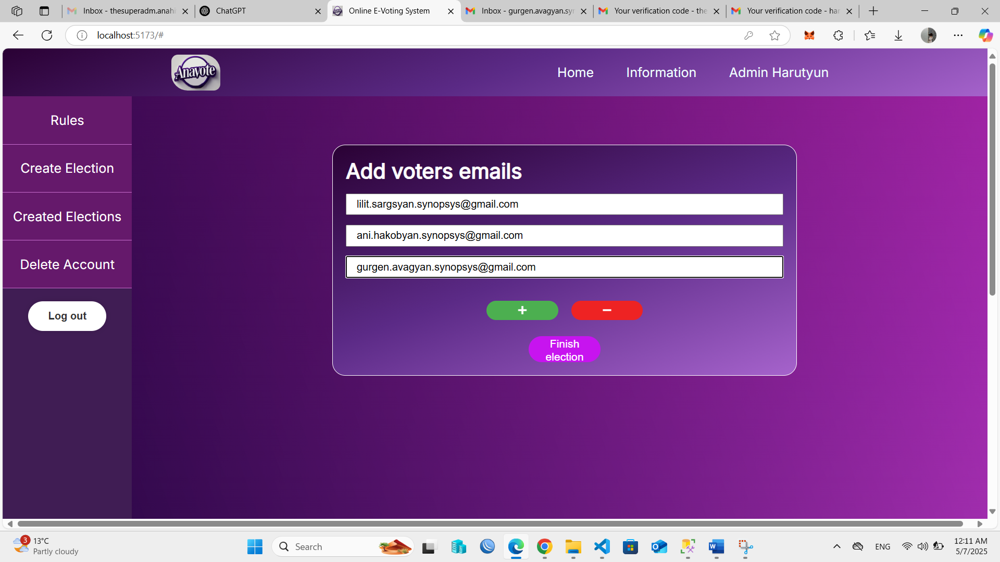 Inbox - thesuperadm.anahi
ChatGPT
Online E-Voting System
Inbox - gurgen.avagyan.syr
Your verification code - the
Your verification code - har
localhost:5173/#
Anavote
Home
Information
Admin Harutyun
Rules
Create Election
Created Elections
Delete Account
Log out
Add voters emails
lilit.sargsyan.synopsys@gmail.com
ani.hakobyan.synopsys@gmail.com
gurgen.avagyan.synopsys@gmail.com
+
−
Finish
election
3
13°C
Partly cloudy
Search
ENG
12:11 AM
5/7/2025